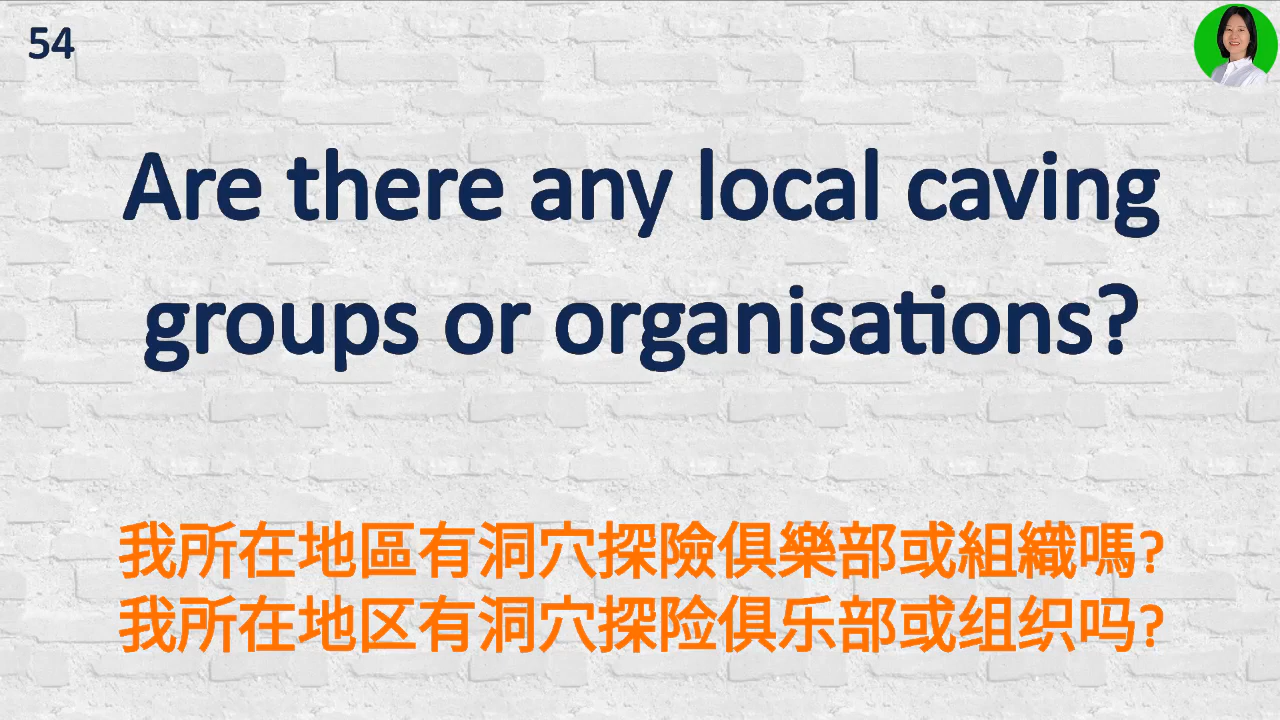 54
Are there any local caving
groups or organisations?
我所在地區有洞穴探險俱樂部或組織嗎?
我所在地区有洞穴探险俱乐部或组织吗?